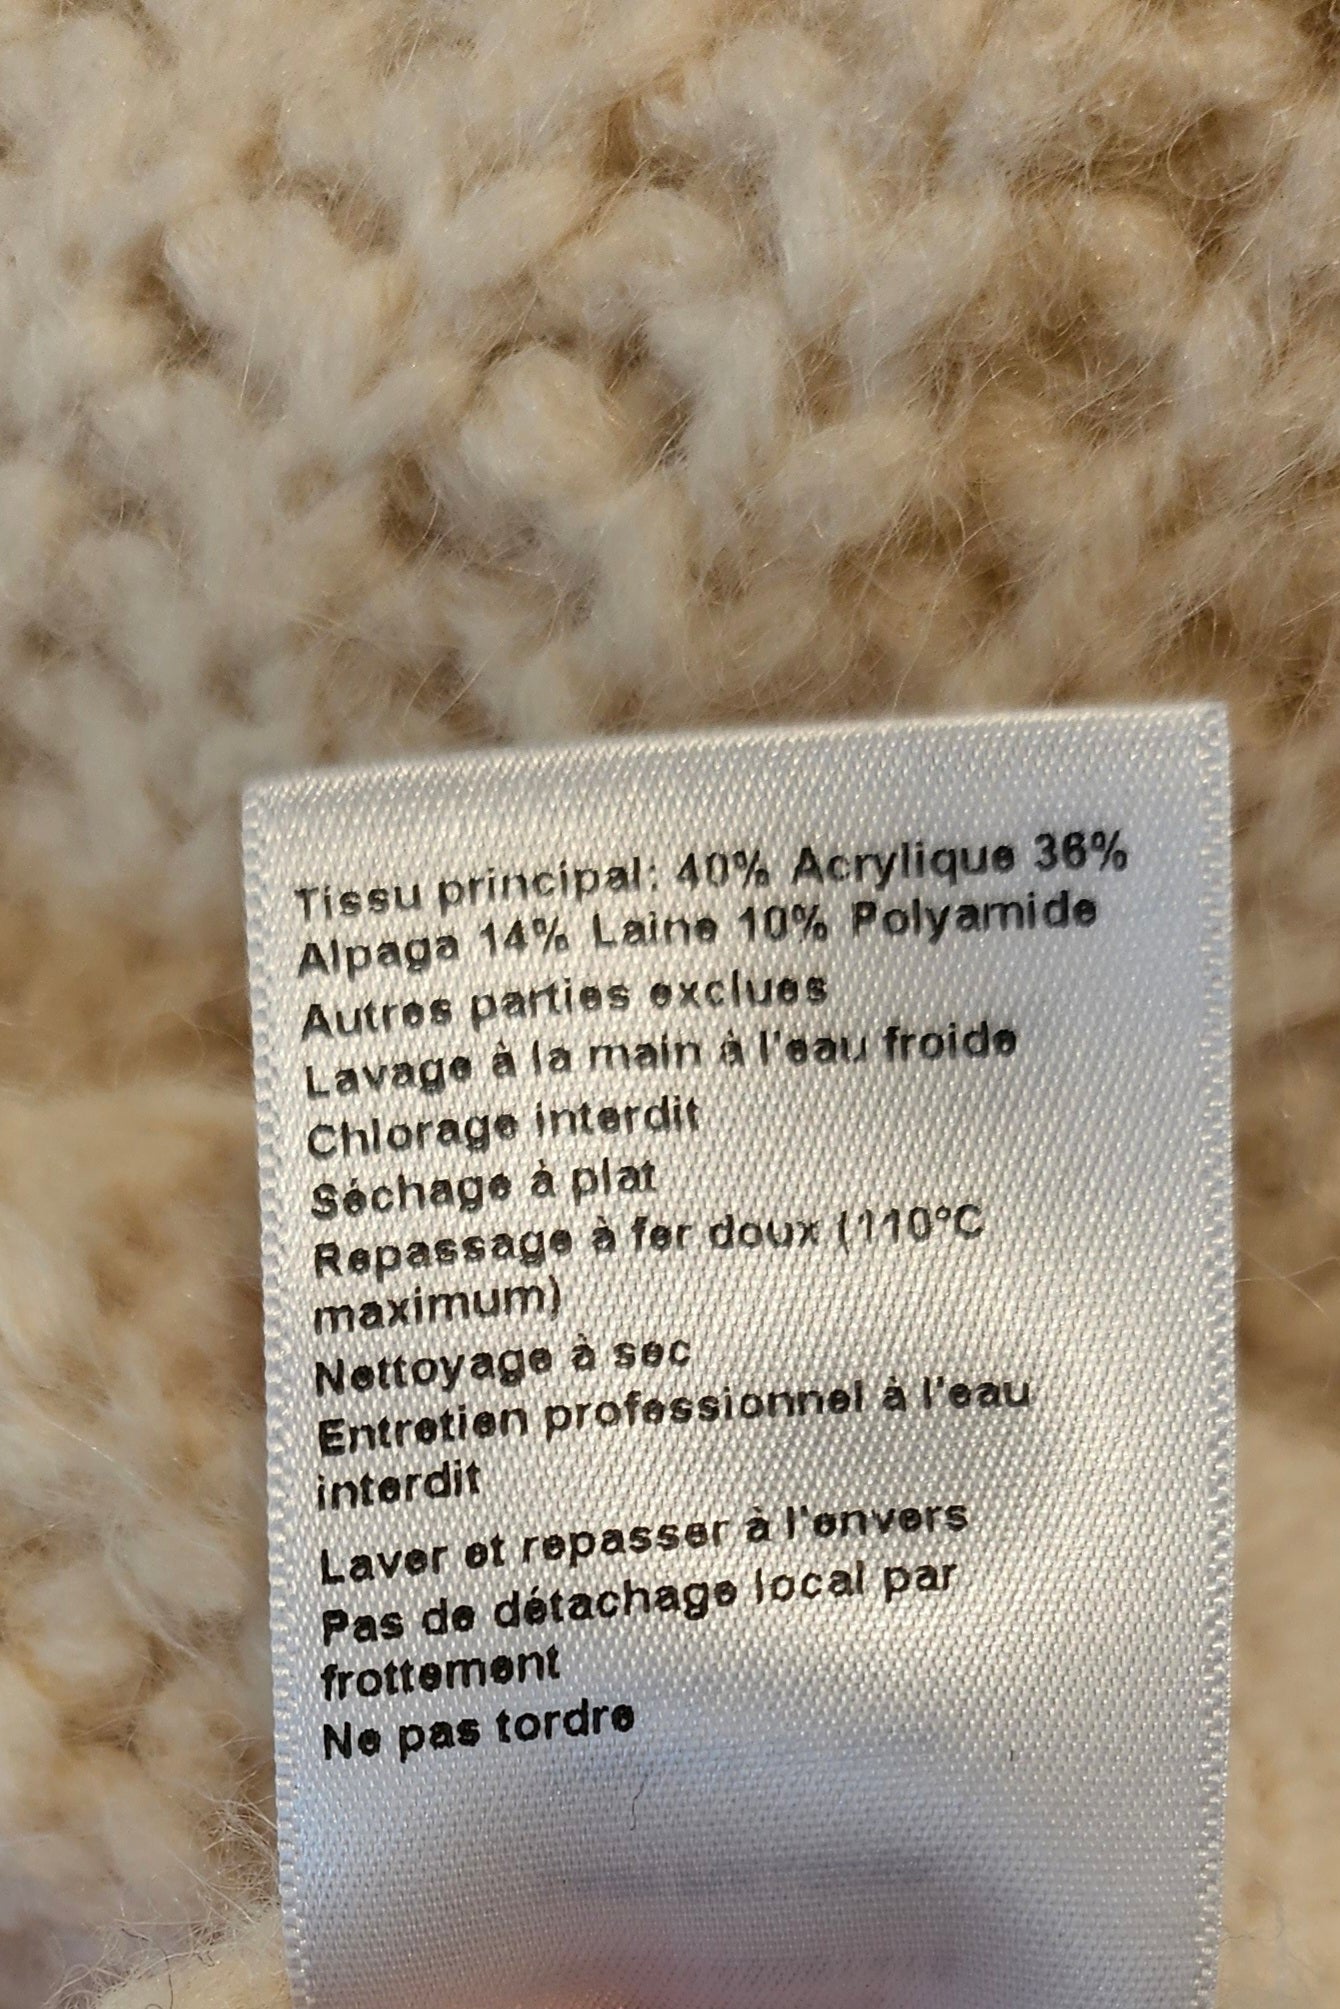 Tissu principal: 40% Acrylique 36%
Alpaga 14% Laine 10% Polyamide
Autres parties exclues
Lavage à la main à l'eau froide
Chlorage interdit
Séchage à plat
Repassage à fer doux (110°C
maximum)
Nettoyage à sec
Entretien professionnel à l'eau
interdit
Laver et repasser à l'envers
Pas de détachage local par
frottement
Ne pas tordre